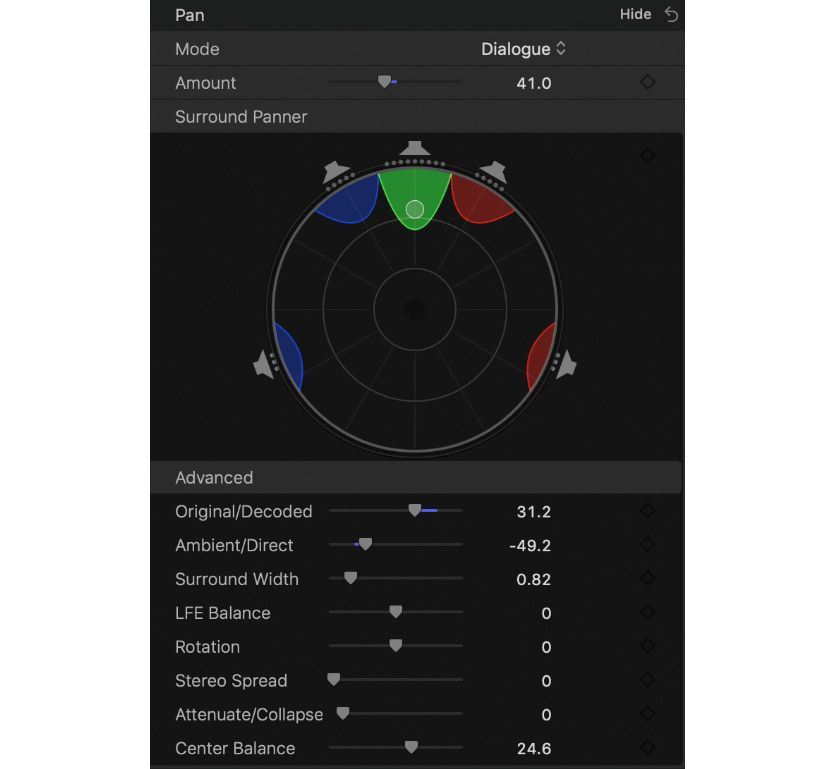 Pan Hide
Mode Dialogue
Amount 41.0
Surround Panner
Advanced
Original/Decoded 31.2
Ambient/Direct -49.2
Surround Width 0.82
LFE Balance 0
Rotation 0
Stereo Spread 0
Attenuate/Collapse 0
Center Balance 24.6